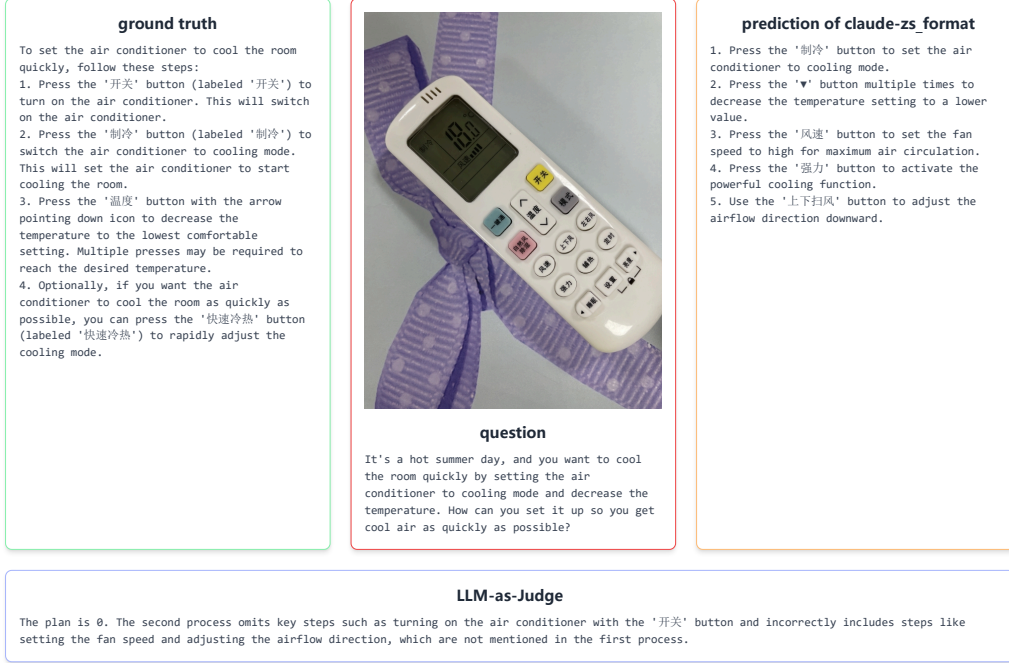 ground truth
To set the air conditioner to cool the room
quickly, follow these steps:
1. Press the '开关' button (labeled '开关') to
turn on the air conditioner. This will switch
on the air conditioner.
2. Press the '制冷' button (labeled '制冷') to
switch the air conditioner to cooling mode.
This will set the air conditioner to start
cooling the room.
3. Press the '温度' button with the arrow
pointing down icon to decrease the
temperature to the lowest comfortable
setting. Multiple presses may be required to
reach the desired temperature.
4. Optionally, if you want the air
conditioner to cool the room as quickly as
possible, you can press the '快速冷热' button
(labeled '快速冷热') to rapidly adjust the
cooling mode.
制冷
风速
开关
模式
温度
左右风
上下风
定时
风速
辅热
强力
设置
question
It's a hot summer day, and you want to cool
the room quickly by setting the air
conditioner to cooling mode and decrease the
temperature. How can you set it up so you get
cool air as quickly as possible?
prediction of claude-zs_format
1. Press the '制冷' button to set the air
conditioner to cooling mode.
2. Press the '▼' button multiple times to
decrease the temperature setting to a lower
value.
3. Press the '风速' button to set the fan
speed to high for maximum air circulation.
4. Press the '强力' button to activate the
powerful cooling function.
5. Use the '上下扫风' button to adjust the
airflow direction downward.
LLM-as-Judge
The plan is 0. The second process omits key steps such as turning on the air conditioner with the '开关' button and incorrectly includes steps like
setting the fan speed and adjusting the airflow direction, which are not mentioned in the first process.